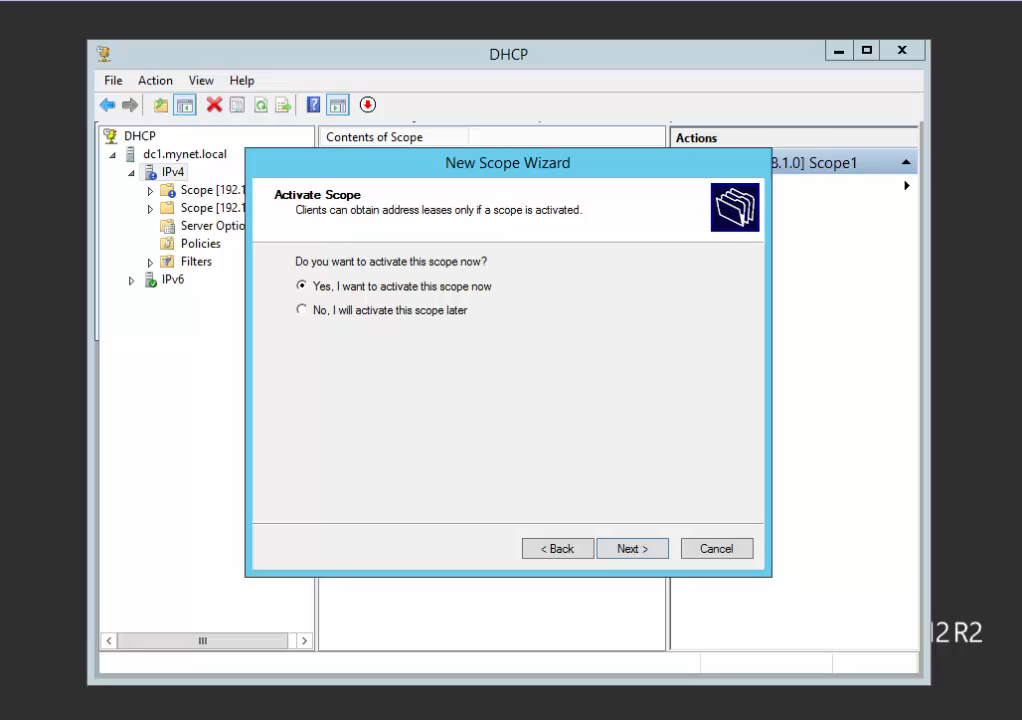 DHCP
File Action View Help
DHCP
dc1.mynet.local
IPv4
Scope [192.1
Scope [192.1
Server Optio
Policies
Filters
IPv6
Contents of Scope
Actions
8.1.0] Scope1
New Scope Wizard
Activate Scope
Clients can obtain address leases only if a scope is activated.
Do you want to activate this scope now?
Yes, I want to activate this scope now
No, I will activate this scope later
< Back Next > Cancel
2 R2